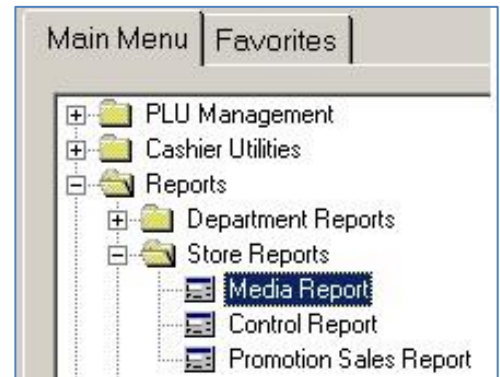 Main Menu Favorites
PLU Management
Cashier Utilities
Reports
Department Reports
Store Reports
Media Report
Control Report
Promotion Sales Report